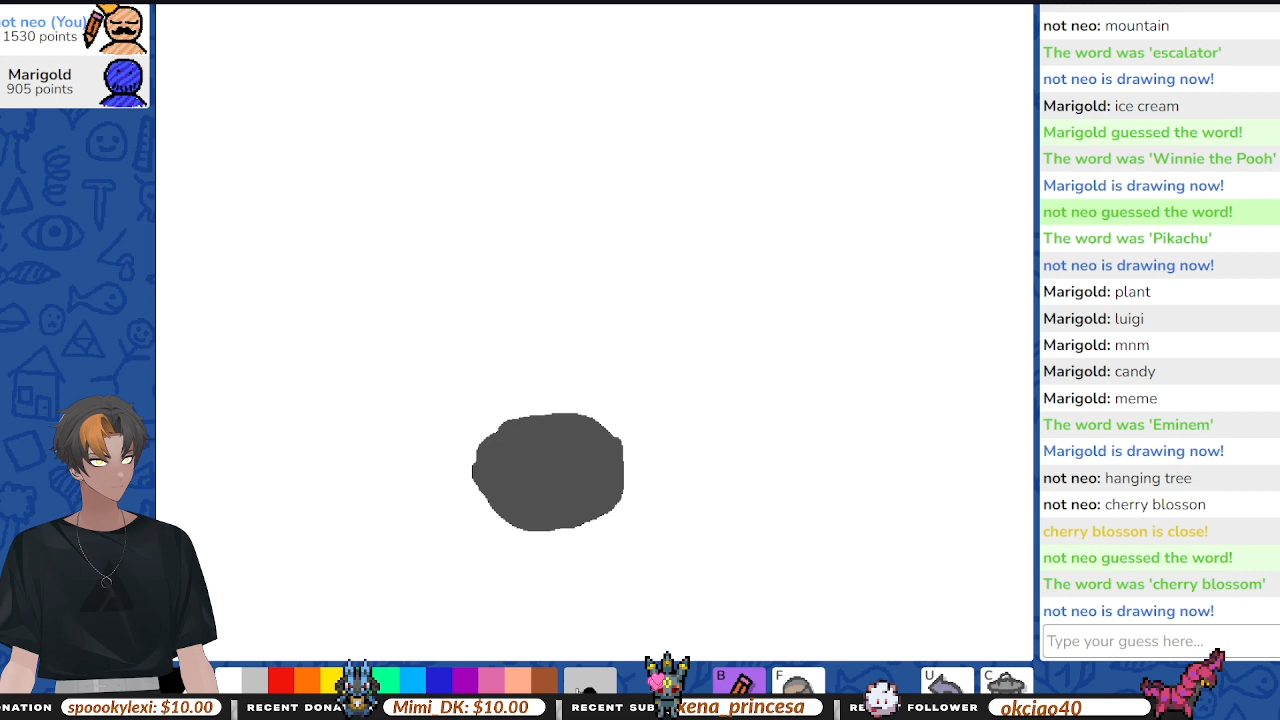 not neo (You)
1530 points
Marigold
905 points
not neo: mountain
The word was 'escalator'
not neo is drawing now!
Marigold: ice cream
Marigold guessed the word!
The word was 'Winnie the Pooh'
Marigold is drawing now!
not neo guessed the word!
The word was 'Pikachu'
not neo is drawing now!
Marigold: plant
Marigold: luigi
Marigold: mnm
Marigold: candy
Marigold: meme
The word was 'Eminem'
Marigold is drawing now!
not neo: hanging tree
not neo: cherry blosson
cherry blosson is close!
not neo guessed the word!
The word was 'cherry blossom'
not neo is drawing now!
Type your guess here...
B
F
U
C
ONATION spoookylexi: $10.00 RECENT DONA Mimi_DK: $10.00 RECENT SUB xena_princesa RE FOLLOWER okciao40